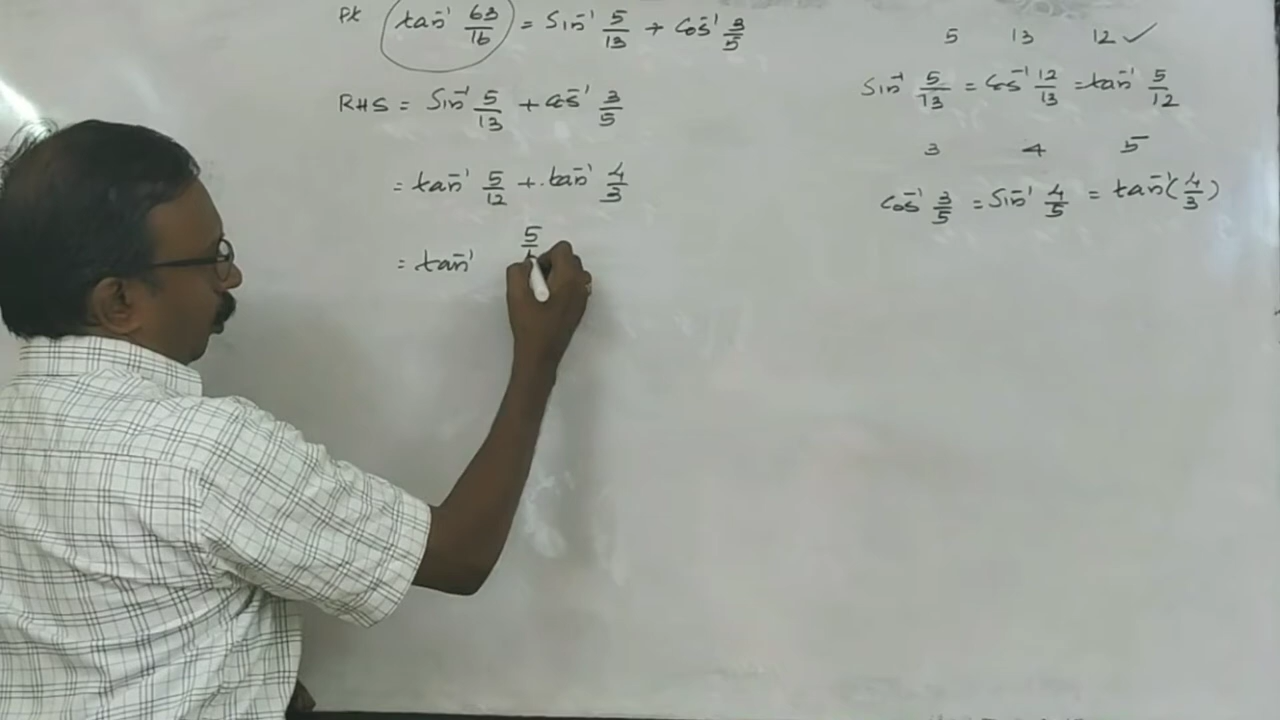 Pt tan⁻¹ 63/16 = Sin⁻¹ 5/13 + Cos⁻¹ 3/5
RHS = Sin⁻¹ 5/13 + Cos⁻¹ 3/5
= tan⁻¹ 5/12 + tan⁻¹ 4/3
= tan⁻¹ 5/
5 13 12 ✓
Sin⁻¹ 5/13 = Cos⁻¹ 12/13 = tan⁻¹ 5/12
3 4 5
Cos⁻¹ 3/5 = Sin⁻¹ 4/5 = tan⁻¹(4/3)